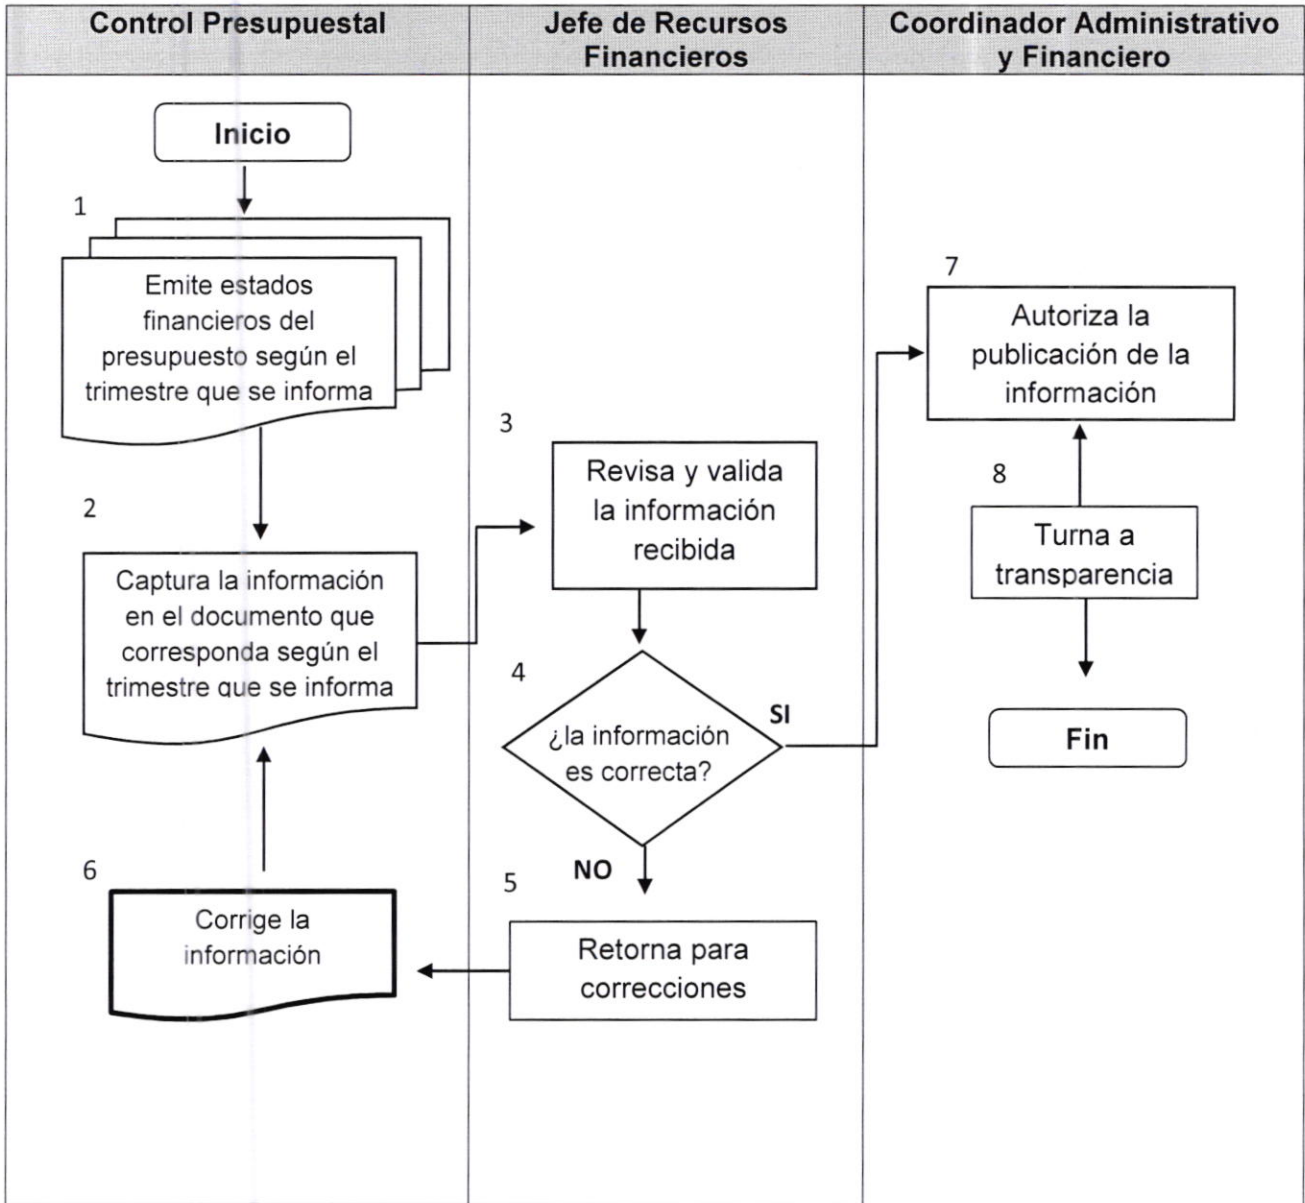 Control Presupuestal
Jefe de Recursos
Financieros
Coordinador Administrativo
y Financiero
Inicio
1
Emite estados
financieros del
presupuesto según el
trimestre que se informa
2
Captura la información
en el documento que
corresponda según el
trimestre que se informa
3
Revisa y valida
la información
recibida
4
¿la información
es correcta?
SI
NO
5
Retorna para
correcciones
6
Corrige la
información
7
Autoriza la
publicación de la
información
8
Turna a
transparencia
Fin